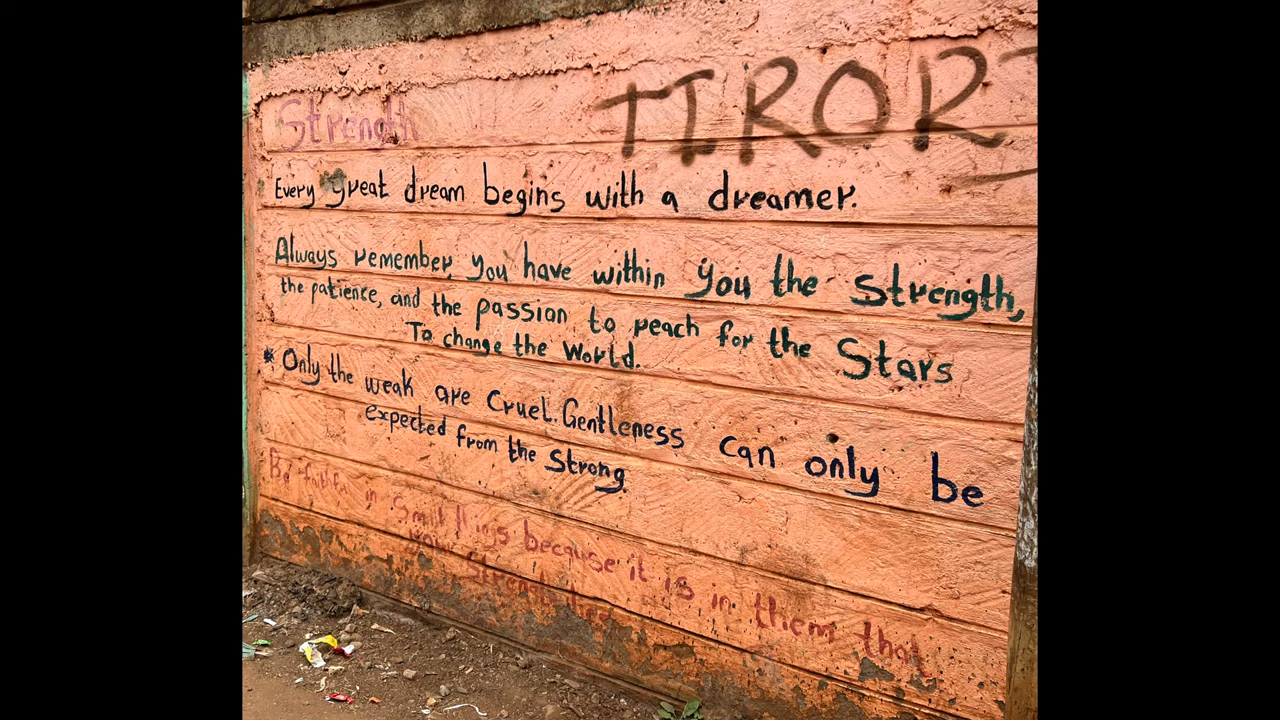 TIROR
Strength
Every great dream begins with a dreamer.
Always remember, you have within you the strength,
the patience, and the passion to reach for the Stars
To change the World.
* Only the weak are Cruel. Gentleness can only be
expected from the Strong.
Be in Small things because it is in them that
your Strength lies